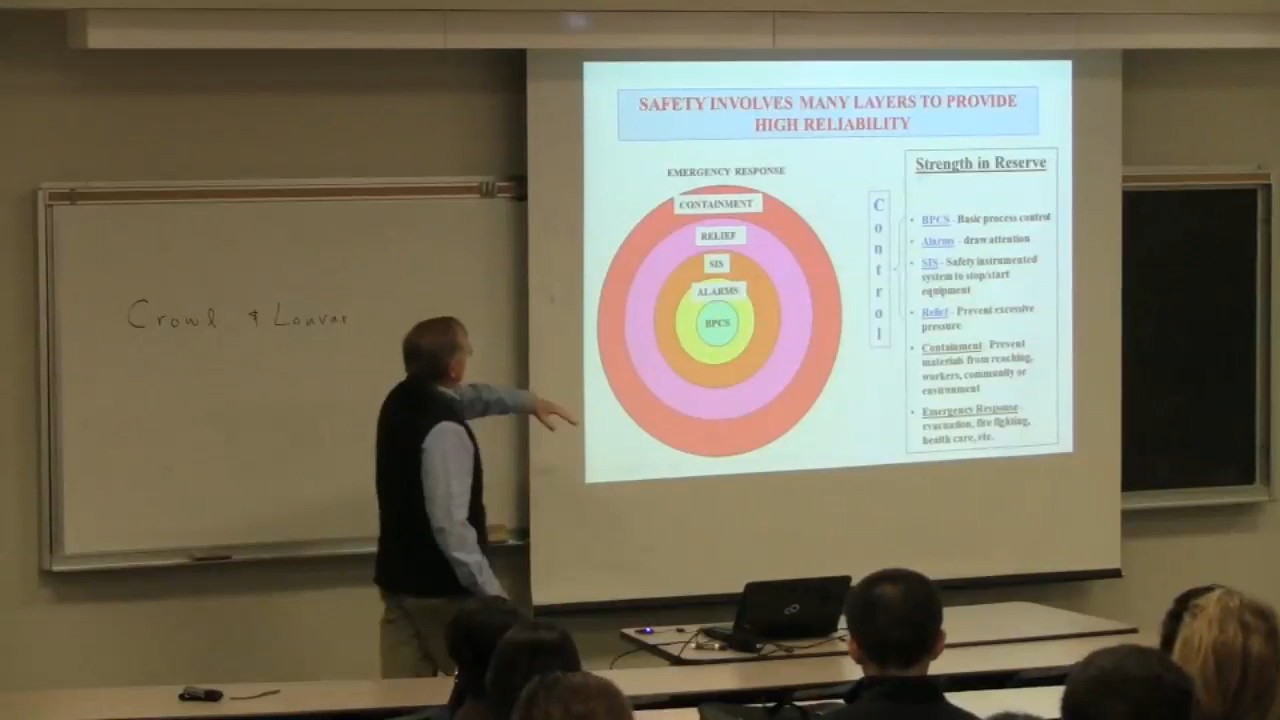 SAFETY INVOLVES MANY LAYERS TO PROVIDE
HIGH RELIABILITY
EMERGENCY RESPONSE
CONTAINMENT
RELIEF
SIS
ALARMS
BPCS
Control
Strength in Reserve
• BPCS - Basic process control
• Alarms - draw attention
• SIS - Safety instrumented
system to stop/start
equipment
• Relief - Prevent excessive
pressure
• Containment - Prevent
materials from reaching,
workers, community or
environment
• Emergency Response -
evacuation, fire fighting,
health care, etc.
Crowl & Louvar